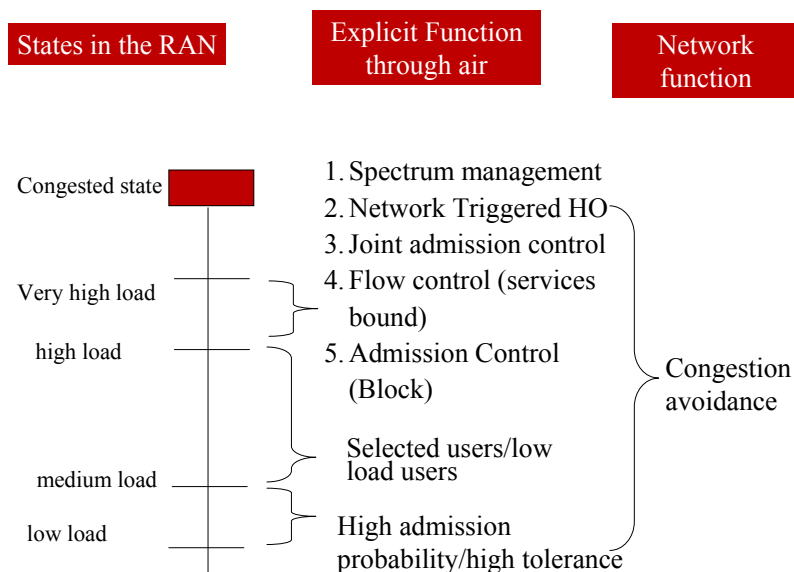 States in the RAN
Explicit Function
through air
Network
function
Congested state
Very high load
high load
medium load
low load
1. Spectrum management
2. Network Triggered HO
3. Joint admission control
4. Flow control (services
bound)
5. Admission Control
(Block)
Selected users/low
load users
High admission
probability/high tolerance
Congestion
avoidance